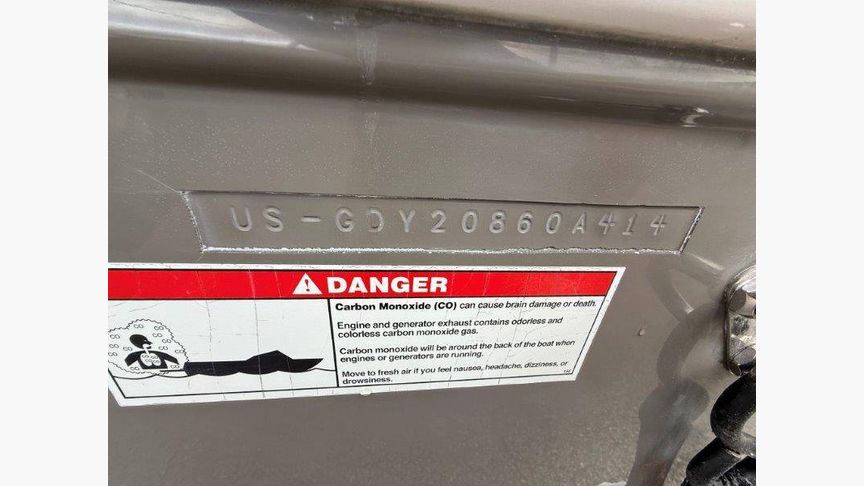 US-GDY20860A414
DANGER
Carbon Monoxide (CO) can cause brain damage or death.
Engine and generator exhaust contains odorless and
colorless carbon monoxide gas.
Carbon monoxide will be around the back of the boat when
engines or generators are running.
Move to fresh air if you feel nausea, headache, dizziness, or
drowsiness.